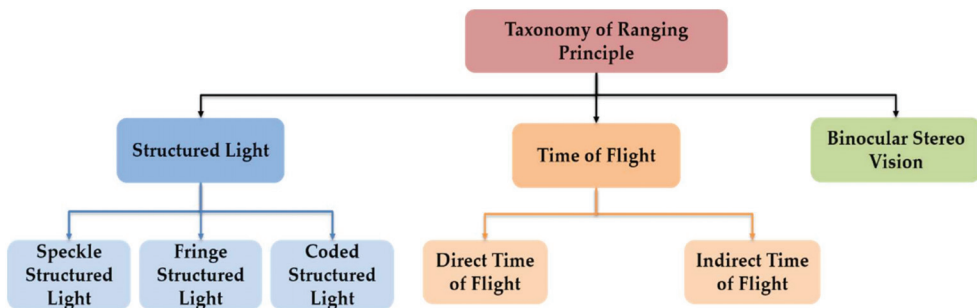 Taxonomy of Ranging
Principle
Structured Light
Time of Flight
Binocular Stereo
Vision
Speckle
Structured
Light
Fringe
Structured
Light
Coded
Structured
Light
Direct Time
of Flight
Indirect Time
of Flight